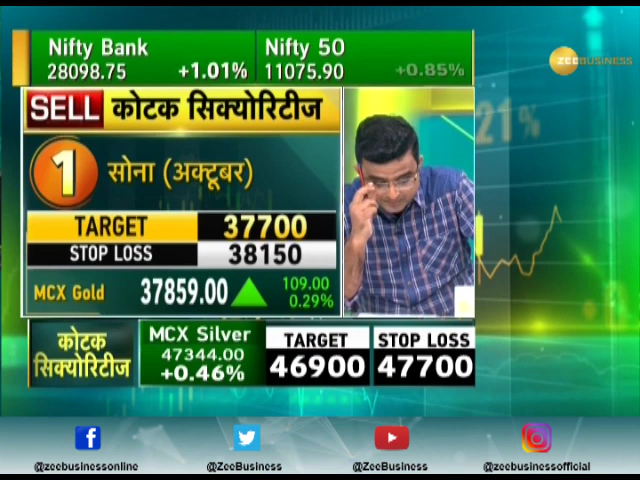 Nifty Bank
28098.75 +1.01%
Nifty 50
11075.90 +0.85%
ZEEBUSINESS
SELL कोटक सिक्योरिटीज
1 सोना (अक्टूबर)
TARGET 37700
STOP LOSS 38150
MCX Gold 37859.00 109.00
0.29%
21%
कोटक
सिक्योरिटीज
MCX Silver
47344.00
+0.46%
TARGET
46900
STOP LOSS
47700
@zeebusinessonline @ZeeBusiness @ZeeBusiness @zeebusinessofficial